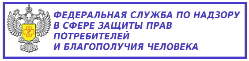 ФЕДЕРАЛЬНАЯ СЛУЖБА ПО НАДЗОРУ
В СФЕРЕ ЗАЩИТЫ ПРАВ
ПОТРЕБИТЕЛЕЙ
И БЛАГОПОЛУЧИЯ ЧЕЛОВЕКА